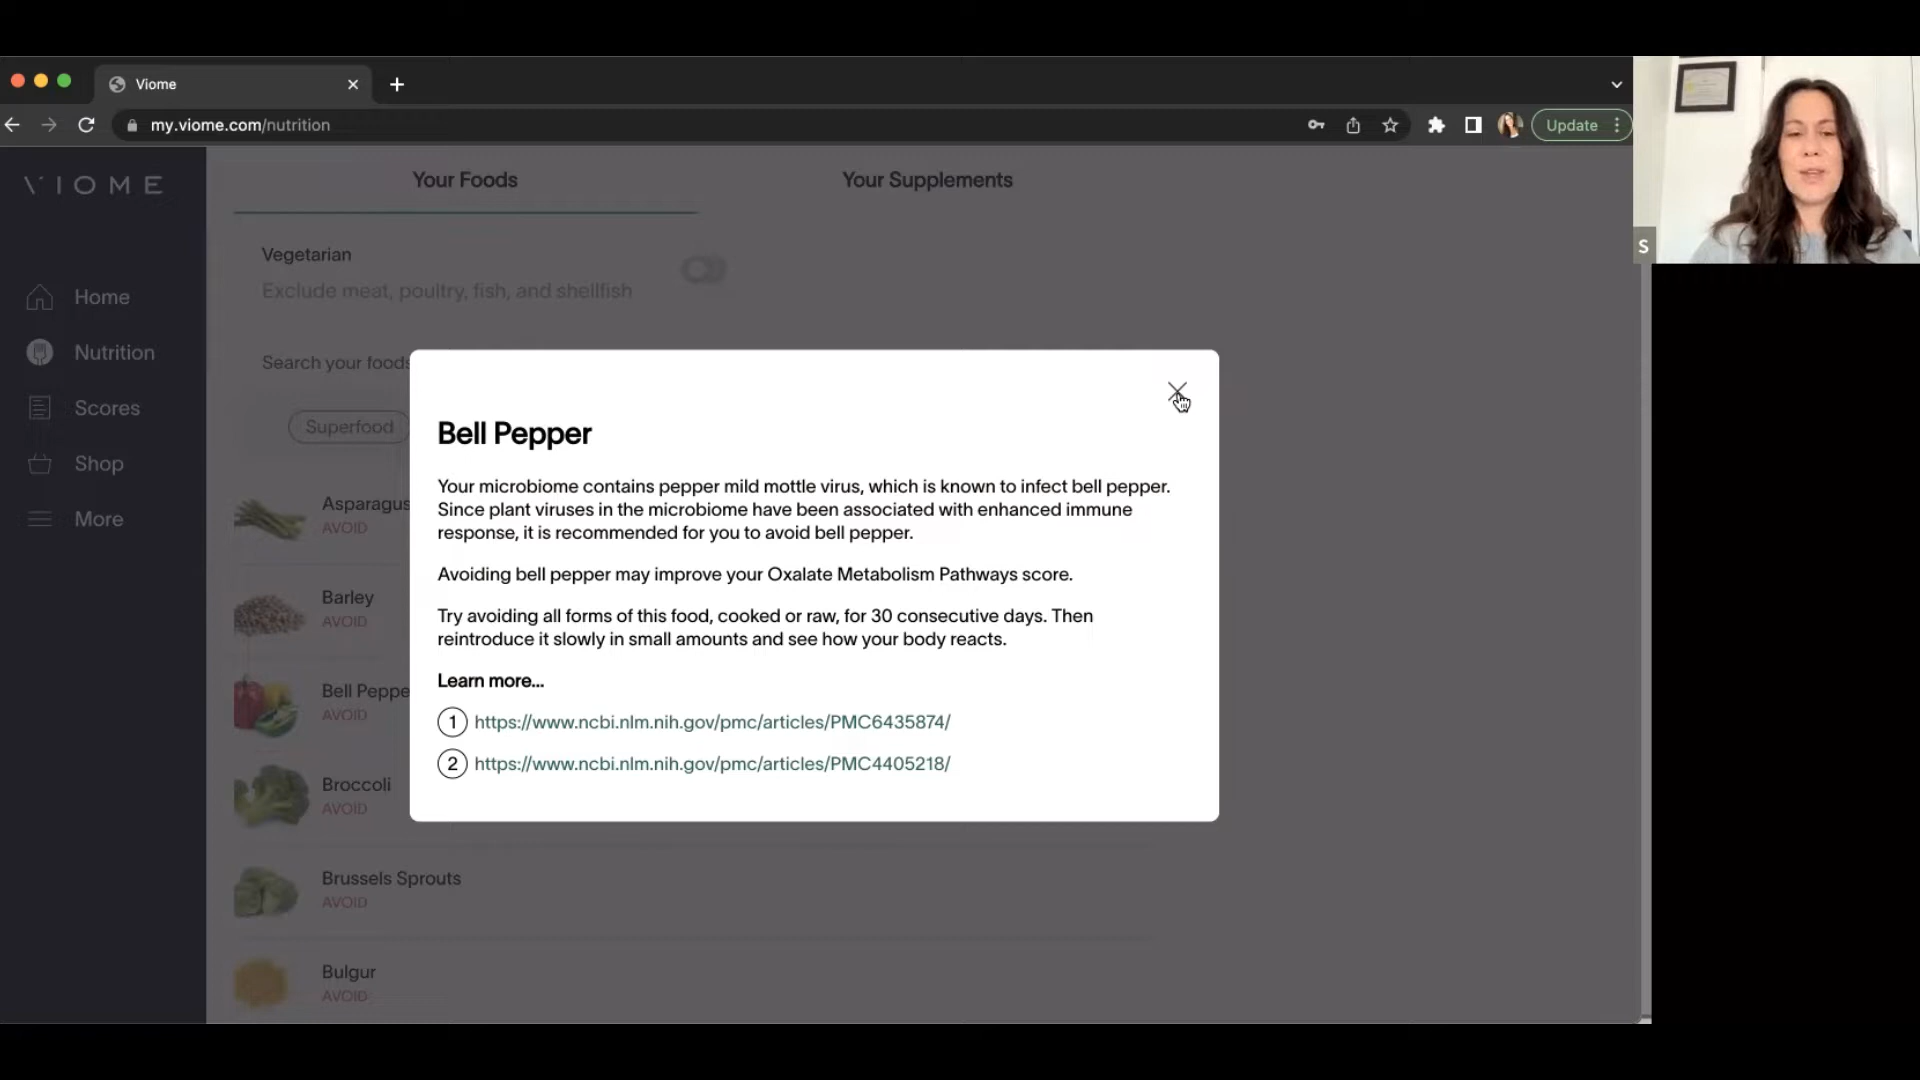 Viome
my.viome.com/nutrition
Update
S
VIOME
Home
Nutrition
Scores
Shop
More
Your Foods
Your Supplements
Vegetarian
Exclude meat, poultry, fish, and shellfish
Search your foods
Superfood
Asparagus
AVOID
Barley
AVOID
Bell Peppe
AVOID
Broccoli
AVOID
Brussels Sprouts
AVOID
Bulgur
AVOID
Bell Pepper
Your microbiome contains pepper mild mottle virus, which is known to infect bell pepper.
Since plant viruses in the microbiome have been associated with enhanced immune
response, it is recommended for you to avoid bell pepper.
Avoiding bell pepper may improve your Oxalate Metabolism Pathways score.
Try avoiding all forms of this food, cooked or raw, for 30 consecutive days. Then
reintroduce it slowly in small amounts and see how your body reacts.
Learn more...
1 https://www.ncbi.nlm.nih.gov/pmc/articles/PMC6435874/
2 https://www.ncbi.nlm.nih.gov/pmc/articles/PMC4405218/